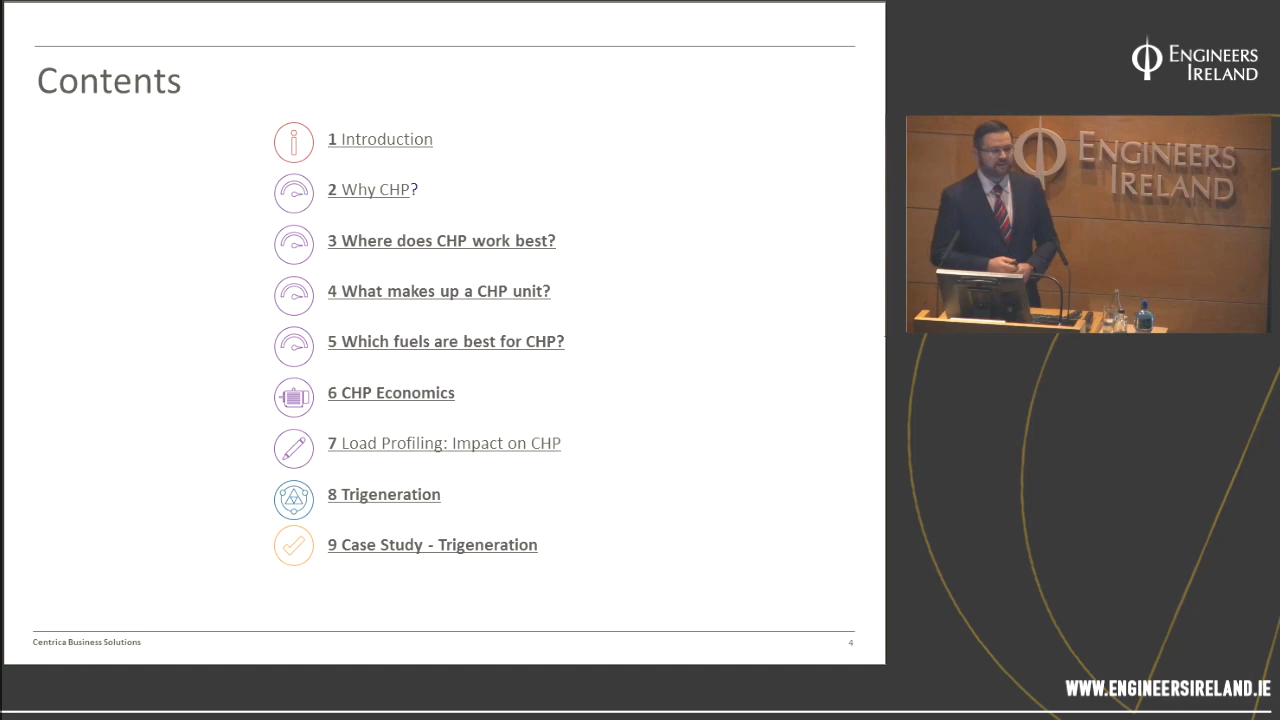 Contents
1 Introduction
2 Why CHP?
3 Where does CHP work best?
4 What makes up a CHP unit?
5 Which fuels are best for CHP?
6 CHP Economics
7 Load Profiling: Impact on CHP
8 Trigeneration
9 Case Study - Trigeneration
Centrica Business Solutions
4
ENGINEERS
IRELAND
ENGINEERS
IRELAND
WWW.ENGINEERSIRELAND.IE